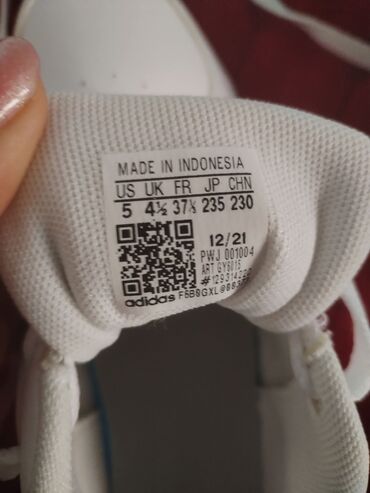 MADE IN INDONESIA
US UK FR JP CHN
5 4½ 37⅓ 235 230
12/21
PWJ 001004
ART GY6015
adidas